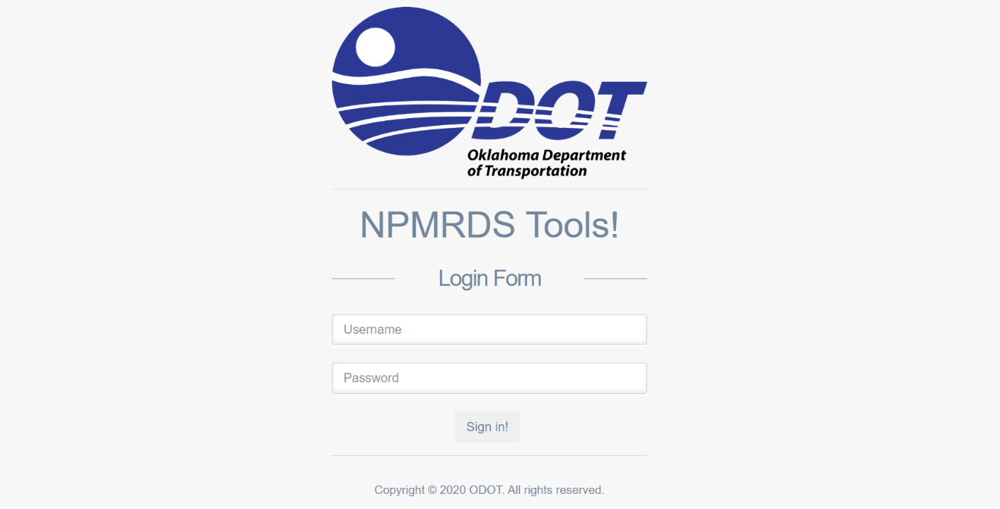 ODOT
Oklahoma Department
of Transportation
NPMRDS Tools!
Login Form
Username
Password
Sign in!
Copyright © 2020 ODOT. All rights reserved.